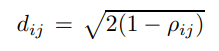 d_{ij} = \sqrt{2(1 - \rho_{ij})}